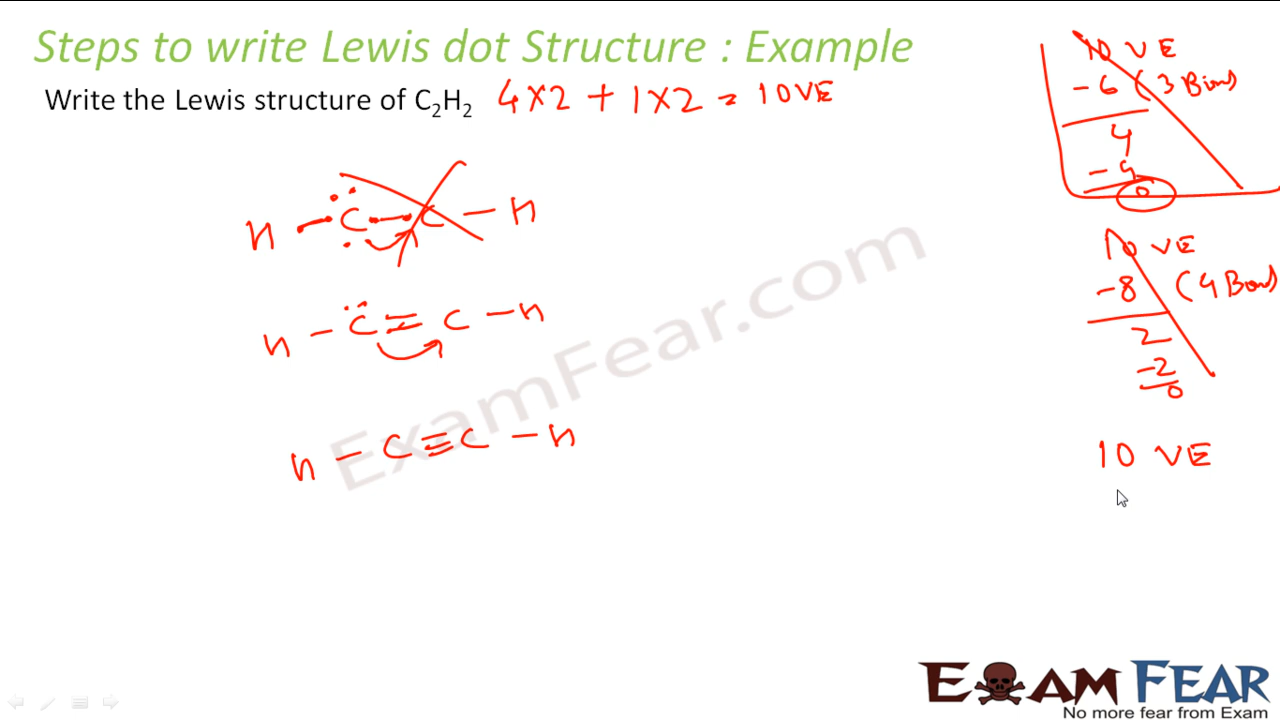 Steps to write Lewis dot Structure : Example
Write the Lewis structure of C₂H₂ 4×2 + 1×2 = 10VE
10 VE
-6 (3 Bon)
4
-4
0
H - C - C - H
10 VE
-8 (4 Bon)
2
-2
0
H - C = C - H
H - C ≡ C - H
10 VE
ExamFear.com
EXAM FEAR
No more fear from Exam